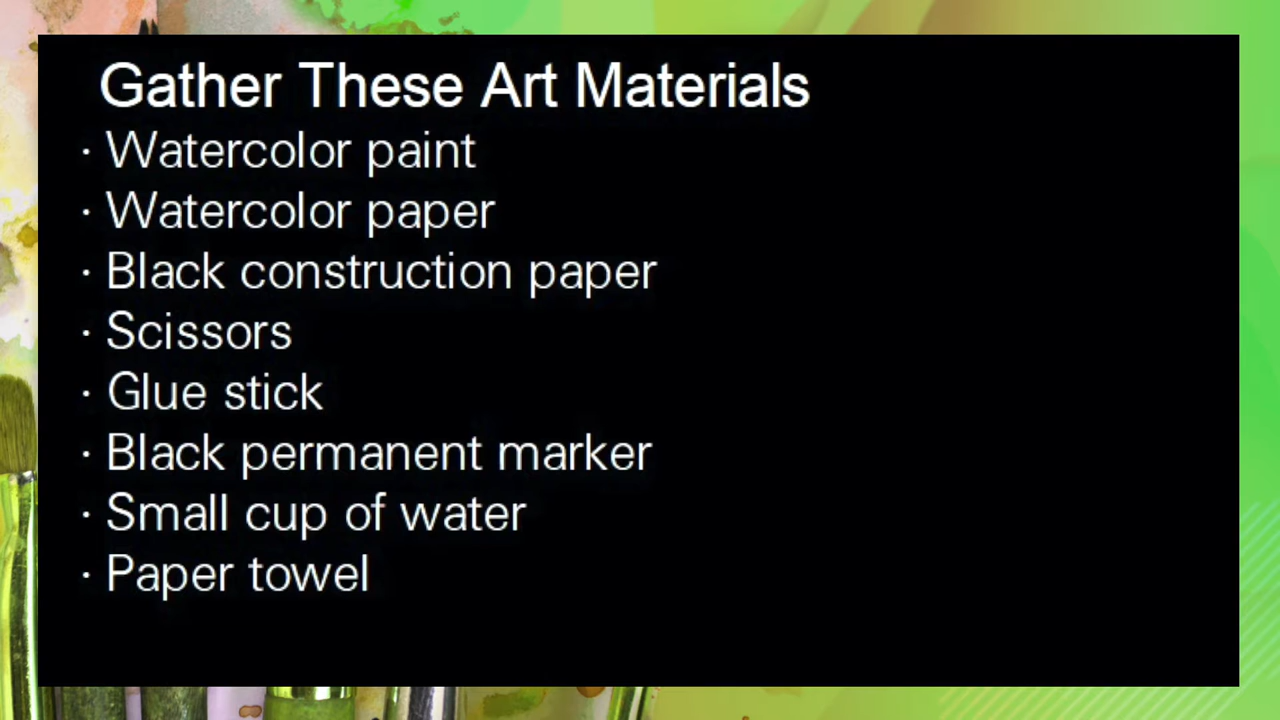 Gather These Art Materials
· Watercolor paint
· Watercolor paper
· Black construction paper
· Scissors
· Glue stick
· Black permanent marker
· Small cup of water
· Paper towel